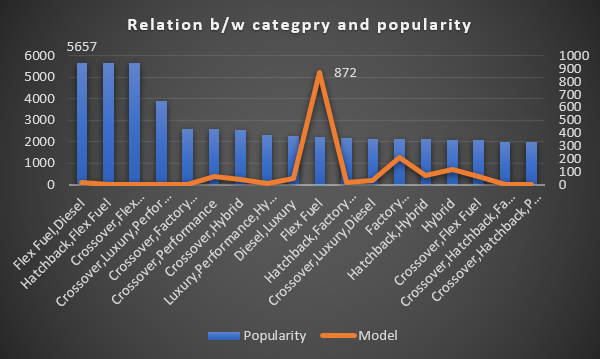 Relation b/w categpry and popularity
5657
872
6000
5000
4000
3000
2000
1000
0
1000
900
800
700
600
500
400
300
200
100
0
Flex Fuel,Diesel
Hatchback,Flex Fuel
Crossover,Flex…
Crossover,Luxury,Perfor…
Crossover,Factory…
Crossover,Performance
Crossover,Hybrid
Luxury,Performance,Hy…
Diesel,Luxury
Flex Fuel
Hatchback,Factory…
Crossover,Luxury,Diesel
Factory…
Hatchback,Hybrid
Hybrid
Crossover,Flex Fuel
Crossover,Hatchback,Fa…
Crossover,Hatchback,P…
Popularity
Model